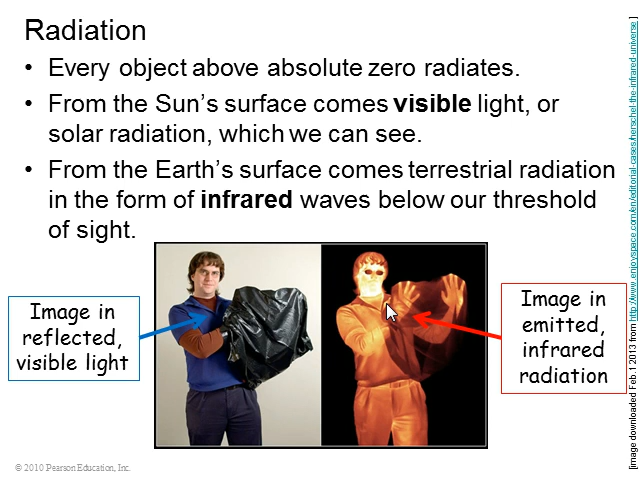 Radiation
• Every object above absolute zero radiates.
• From the Sun’s surface comes visible light, or
solar radiation, which we can see.
• From the Earth’s surface comes terrestrial radiation
in the form of infrared waves below our threshold
of sight.
Image in
reflected,
visible light
Image in
emitted,
infrared
radiation
© 2010 Pearson Education, Inc.
[image downloaded Feb.1 2013 from http://www.enjoyspace.com/en/editorial-cases/herschel-the-infrared-universe ]